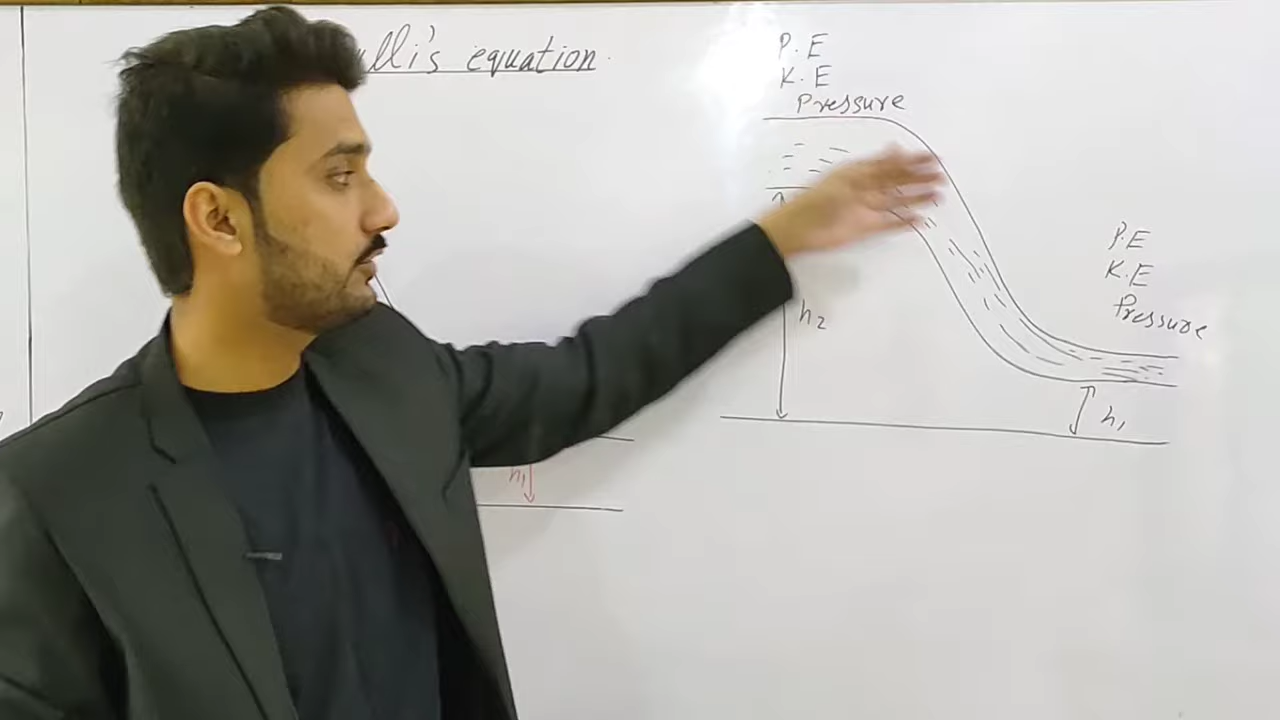 ulli's equation
P.E
K.E
Pressure
P.E
K.E
Pressure
h2
h1
h1